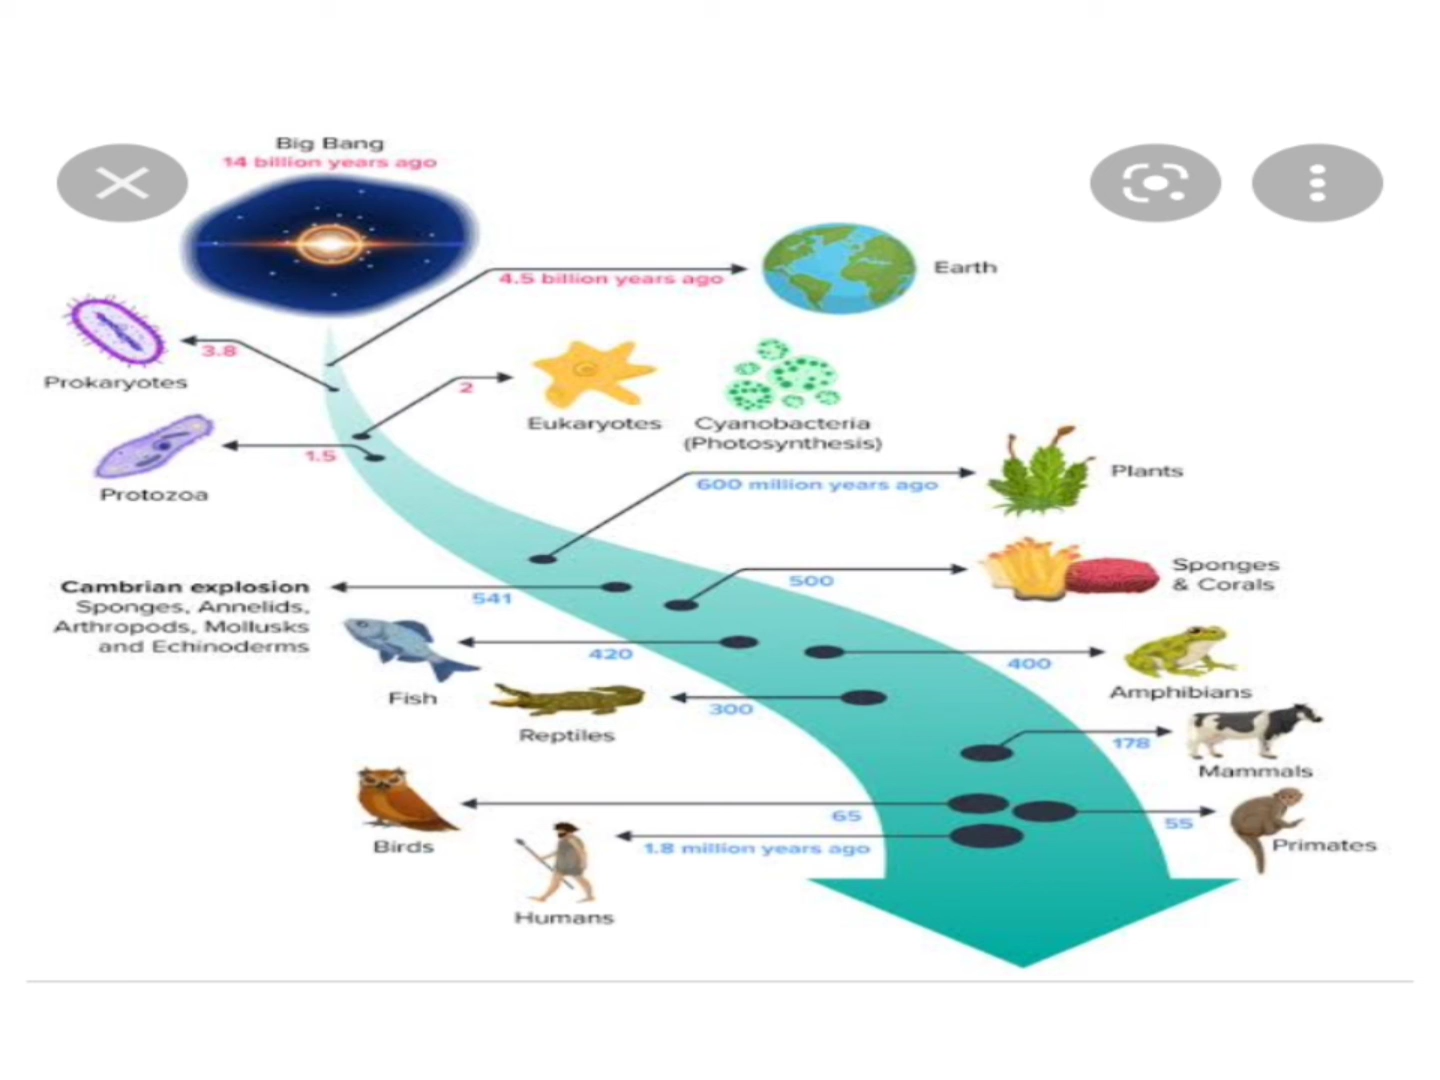 Big Bang
14 billion years ago
4.5 billion years ago
Earth
3.8
Prokaryotes
2
Eukaryotes
Cyanobacteria
(Photosynthesis)
1.5
Protozoa
600 million years ago
Plants
Cambrian explosion
Sponges, Annelids,
Arthropods, Mollusks
and Echinoderms
541
500
Sponges
& Corals
420
Fish
400
Amphibians
300
Reptiles
178
Mammals
65
Birds
55
Primates
1.8 million years ago
Humans